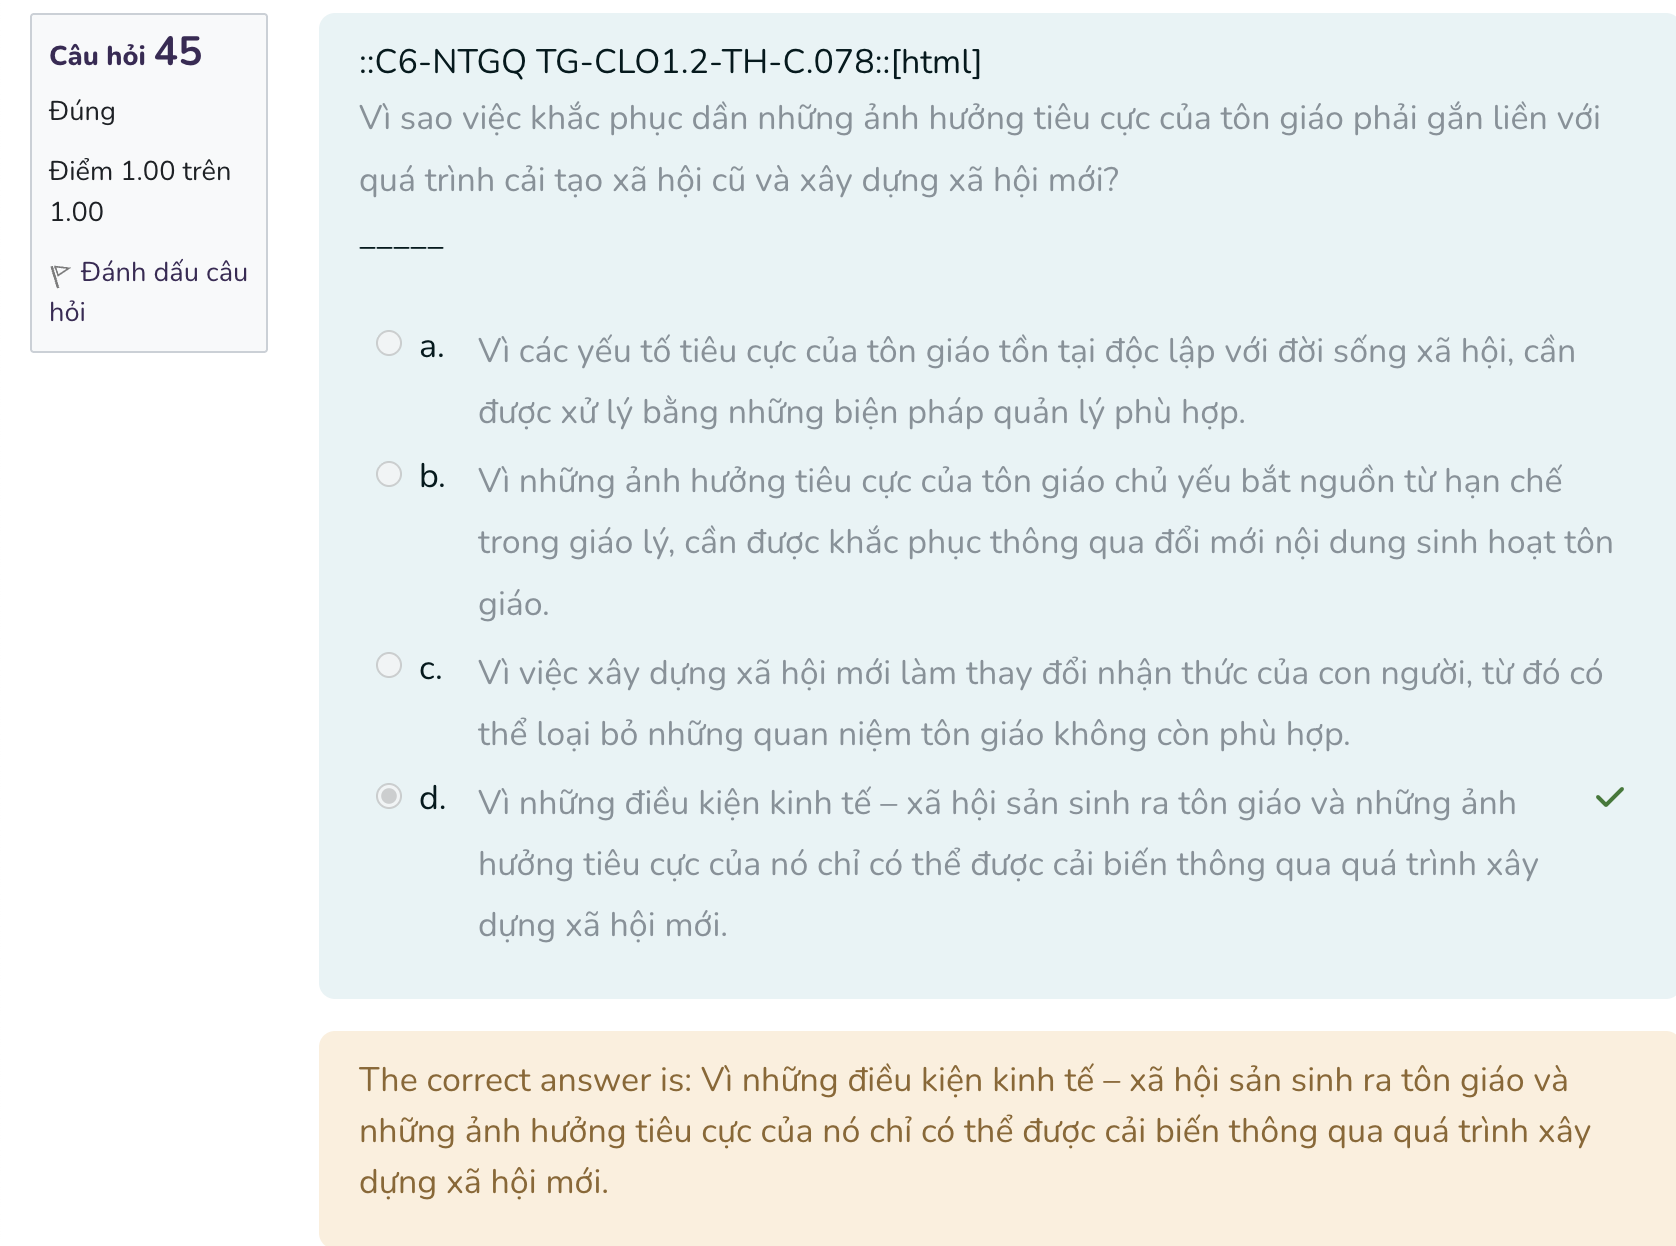 Câu hỏi 45
Đúng
Điểm 1.00 trên
1.00
Đánh dấu câu
hỏi
::C6-NTGQ TG-CLO1.2-TH-C.078::[html]
Vì sao việc khắc phục dần những ảnh hưởng tiêu cực của tôn giáo phải gắn liền với
quá trình cải tạo xã hội cũ và xây dựng xã hội mới?
_____
a. Vì các yếu tố tiêu cực của tôn giáo tồn tại độc lập với đời sống xã hội, cần
được xử lý bằng những biện pháp quản lý phù hợp.
b. Vì những ảnh hưởng tiêu cực của tôn giáo chủ yếu bắt nguồn từ hạn chế
trong giáo lý, cần được khắc phục thông qua đổi mới nội dung sinh hoạt tôn
giáo.
c. Vì việc xây dựng xã hội mới làm thay đổi nhận thức của con người, từ đó có
thể loại bỏ những quan niệm tôn giáo không còn phù hợp.
d. Vì những điều kiện kinh tế – xã hội sản sinh ra tôn giáo và những ảnh
hưởng tiêu cực của nó chỉ có thể được cải biến thông qua quá trình xây
dựng xã hội mới.
The correct answer is: Vì những điều kiện kinh tế – xã hội sản sinh ra tôn giáo và
những ảnh hưởng tiêu cực của nó chỉ có thể được cải biến thông qua quá trình xây
dựng xã hội mới.